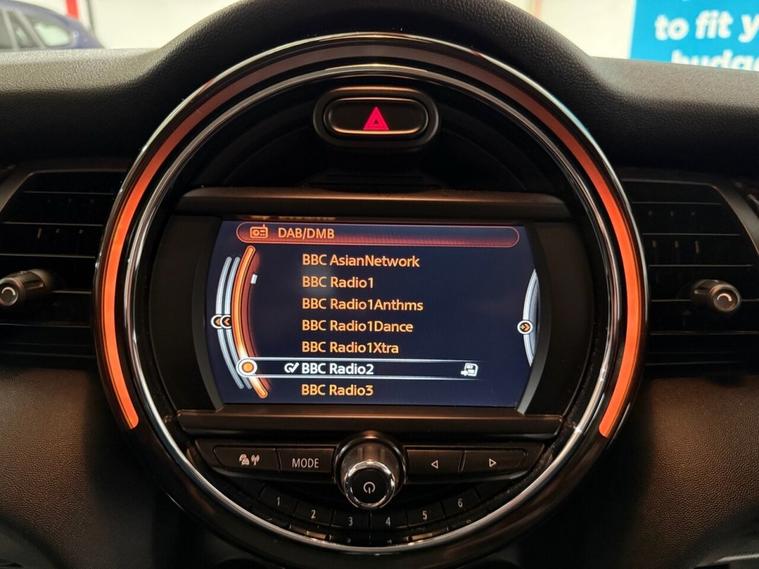 to fit y
budge
DAB/DMB
BBC AsianNetwork
BBC Radio1
BBC Radio1Anthms
BBC Radio1Dance
BBC Radio1Xtra
BBC Radio2
BBC Radio3
MODE
1 2 3 4 5 6